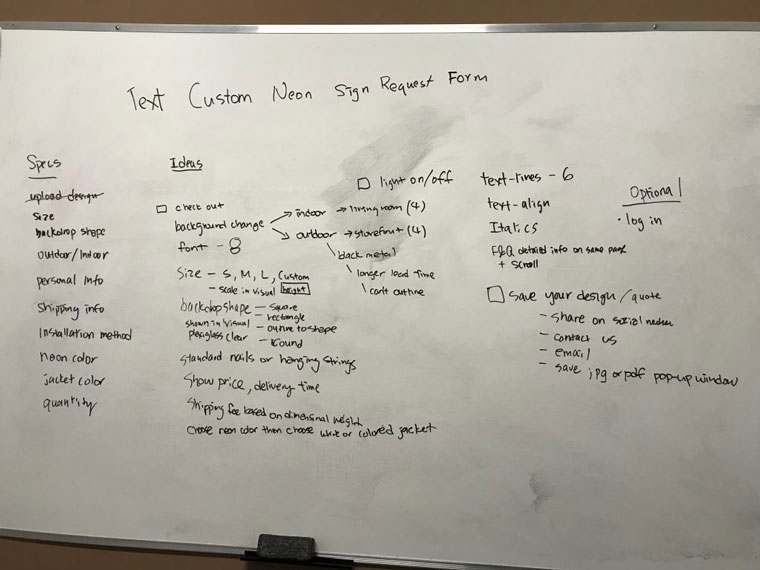 Text Custom Neon Sign Request Form
Specs
upload design
Size
backdrop shape
outdoor/Indoor
personal Info
Shipping info
Installation method
neon color
jacket color
quantity
Ideas
check out
background change
→ indoor → living room (4)
→ outdoor → storefront (4)
\ back metal
\ longer lead time
\ can't outline
font - 8
Size - S, M, L, Custom
- scale in visual height
backdrop shape - square
- rectangle
shown in visual - outline to shape
plexiglass clear - Round
standard nails or hanging strings
Show price, delivery time
Shipping fee based on dimensional weight
choose neon color then choose white or colored jacket
light on/off
text-lines - 6
text-align
Italics
detailed info on same page
+ Scroll
Save your design/quote
- share on social media
- contact us
- email
- save jpg or pdf pop-up window
Optional
· log in